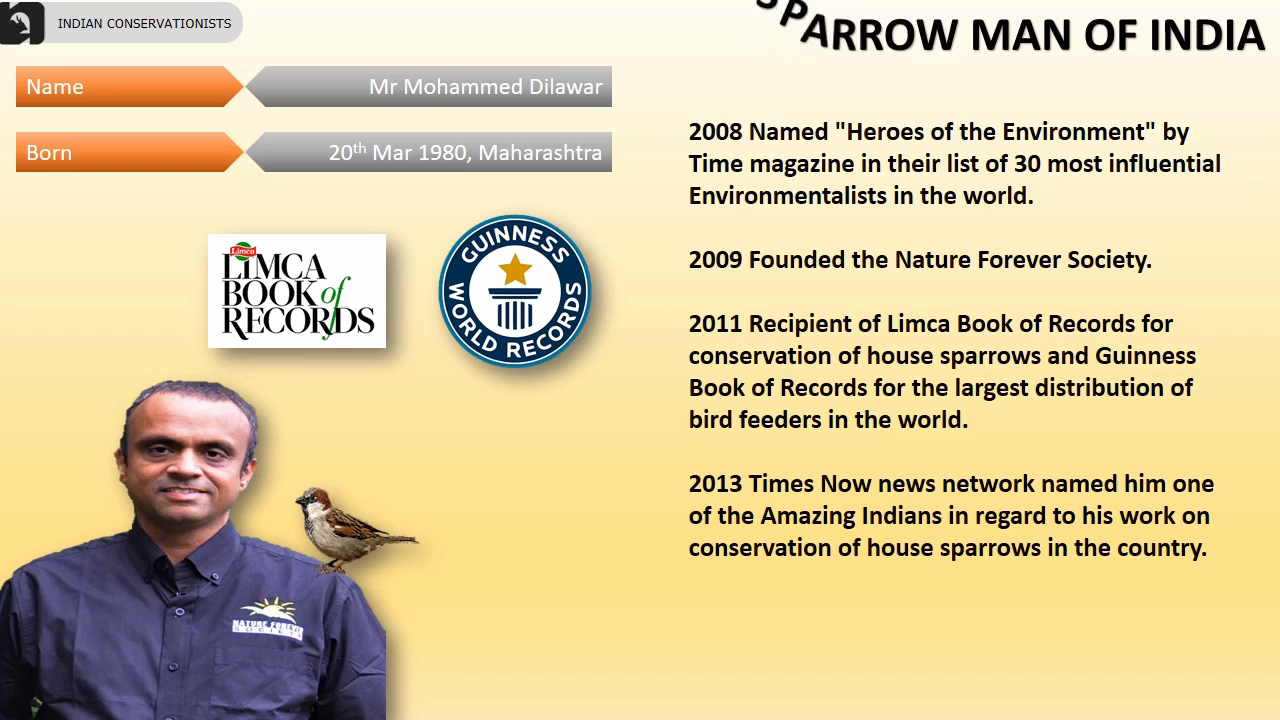 INDIAN CONSERVATIONISTS
SPARROW MAN OF INDIA
Name
Mr Mohammed Dilawar
Born
20th Mar 1980, Maharashtra
Limca
LIMCA
BOOK of
RECORDS
GUINNESS
WORLD RECORDS
NATURE FOREVER
SOCIETY
2008 Named "Heroes of the Environment" by
Time magazine in their list of 30 most influential
Environmentalists in the world.
2009 Founded the Nature Forever Society.
2011 Recipient of Limca Book of Records for
conservation of house sparrows and Guinness
Book of Records for the largest distribution of
bird feeders in the world.
2013 Times Now news network named him one
of the Amazing Indians in regard to his work on
conservation of house sparrows in the country.